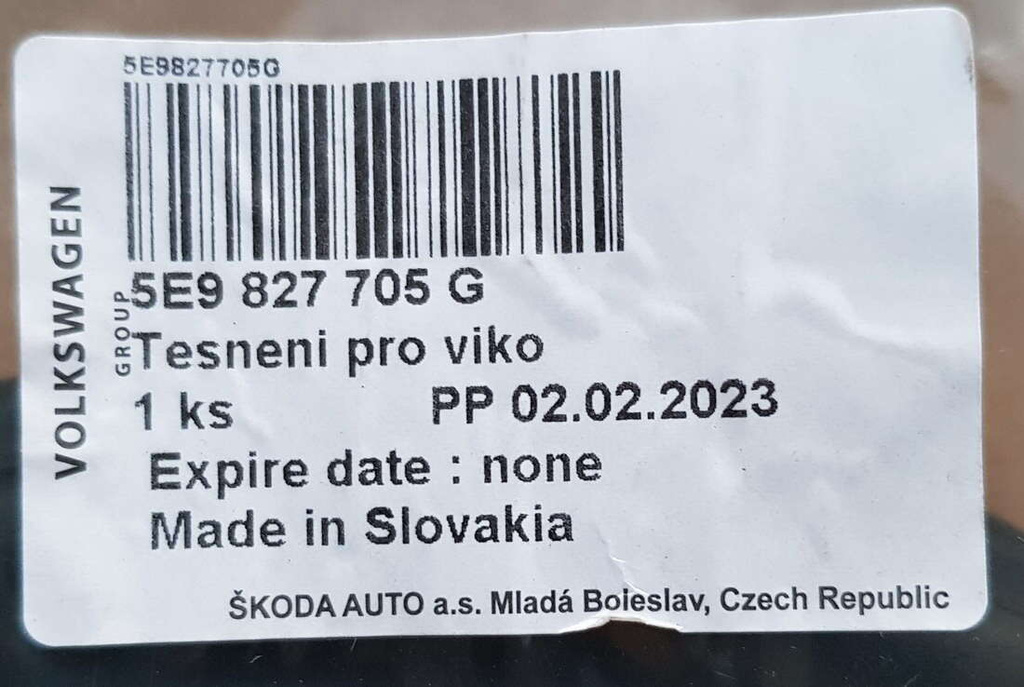 5E9827705G
VOLKSWAGEN
GROUP
5E9 827 705 G
Tesneni pro viko
1 ks PP 02.02.2023
Expire date : none
Made in Slovakia
ŠKODA AUTO a.s. Mladá Boleslav, Czech Republic